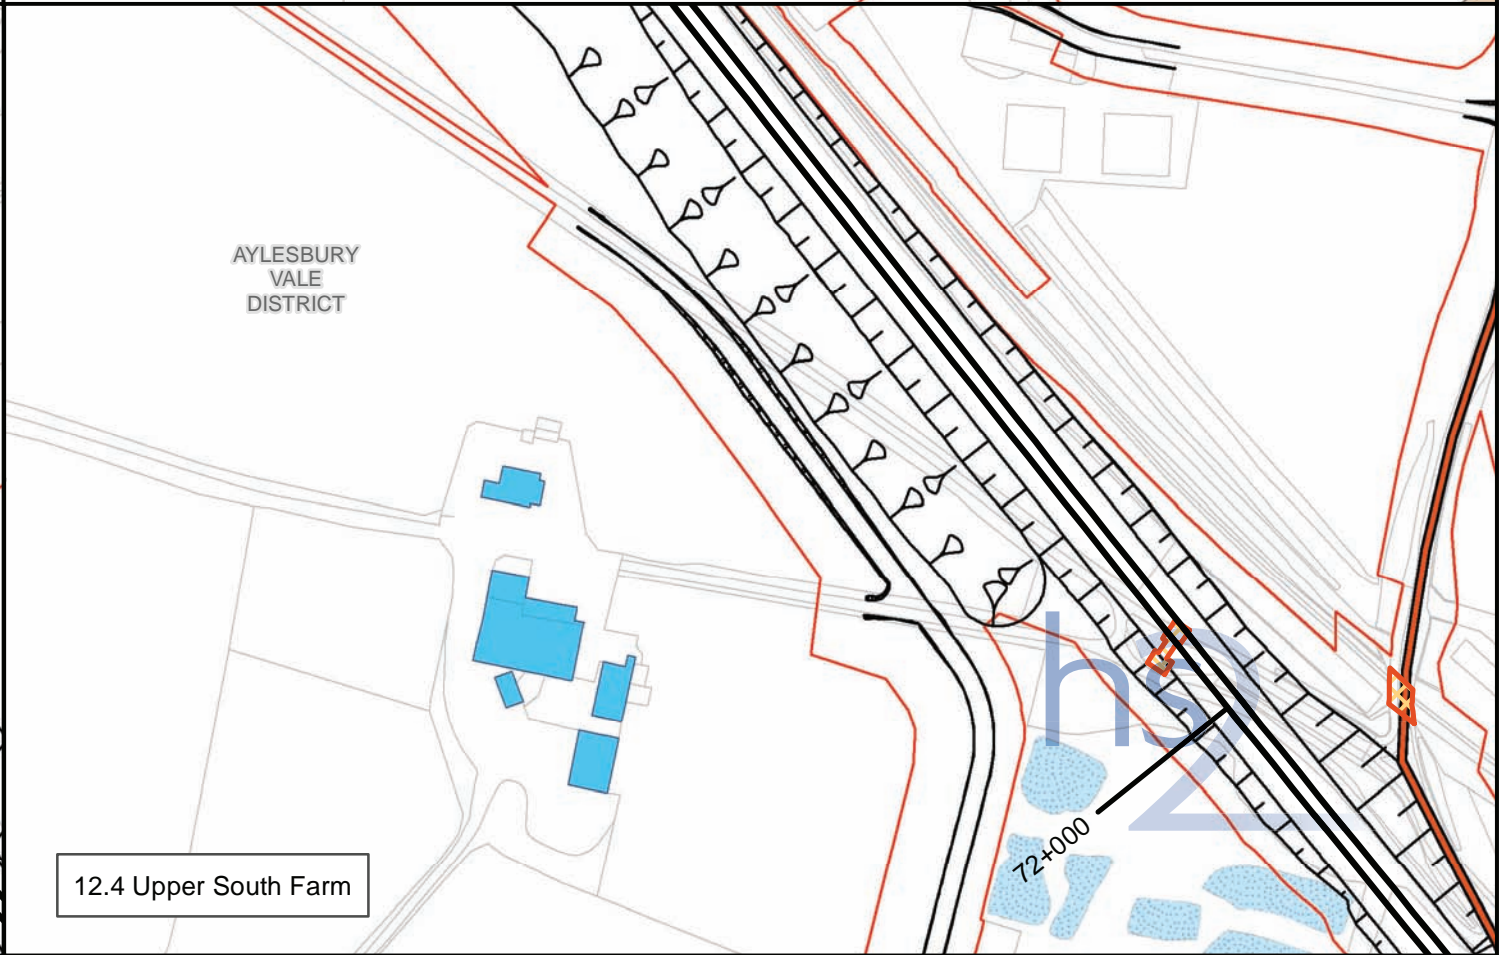 AYLESBURY
VALE
DISTRICT
hs2
72+000
12.4 Upper South Farm